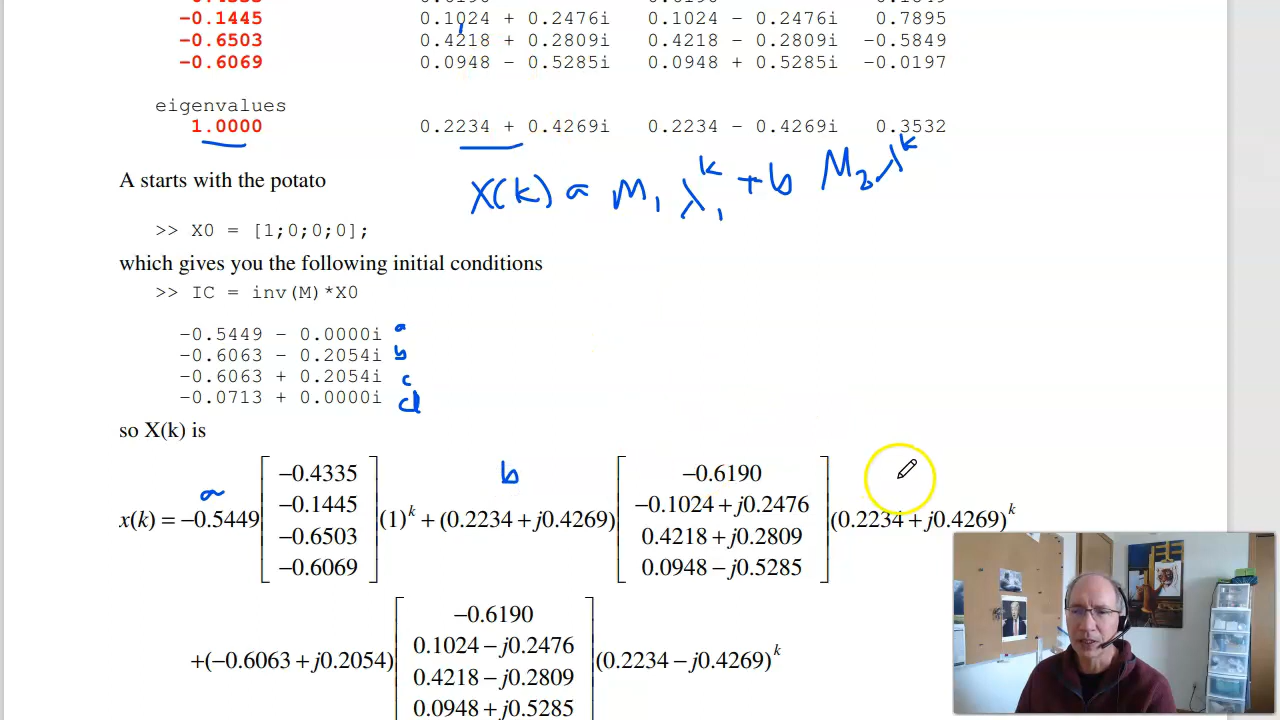 -0.1445 0.1024 + 0.2476i 0.1024 - 0.2476i 0.7895
-0.6503 0.4218 + 0.2809i 0.4218 - 0.2809i -0.5849
-0.6069 0.0948 - 0.5285i 0.0948 + 0.5285i -0.0197
eigenvalues
1.0000 0.2234 + 0.4269i 0.2234 - 0.4269i 0.3532
X(k) a M₁ λ₁ᵏ + b M₂ λᵏ
A starts with the potato
>> X0 = [1;0;0;0];
which gives you the following initial conditions
>> IC = inv(M)*X0
-0.5449 - 0.0000i a
-0.6063 - 0.2054i b
-0.6063 + 0.2054i c
-0.0713 + 0.0000i d
so X(k) is
a b
x(k) = −0.5449 [−0.4335 −0.1445 −0.6503 −0.6069] (1)ᵏ + (0.2234 + j0.4269) [−0.6190 −0.1024 + j0.2476 0.4218 + j0.2809 0.0948 − j0.5285] (0.2234 + j0.4269)ᵏ
+(−0.6063 + j0.2054) [−0.6190 0.1024 − j0.2476 0.4218 − j0.2809 0.0948 + j0.5285] (0.2234 − j0.4269)ᵏ